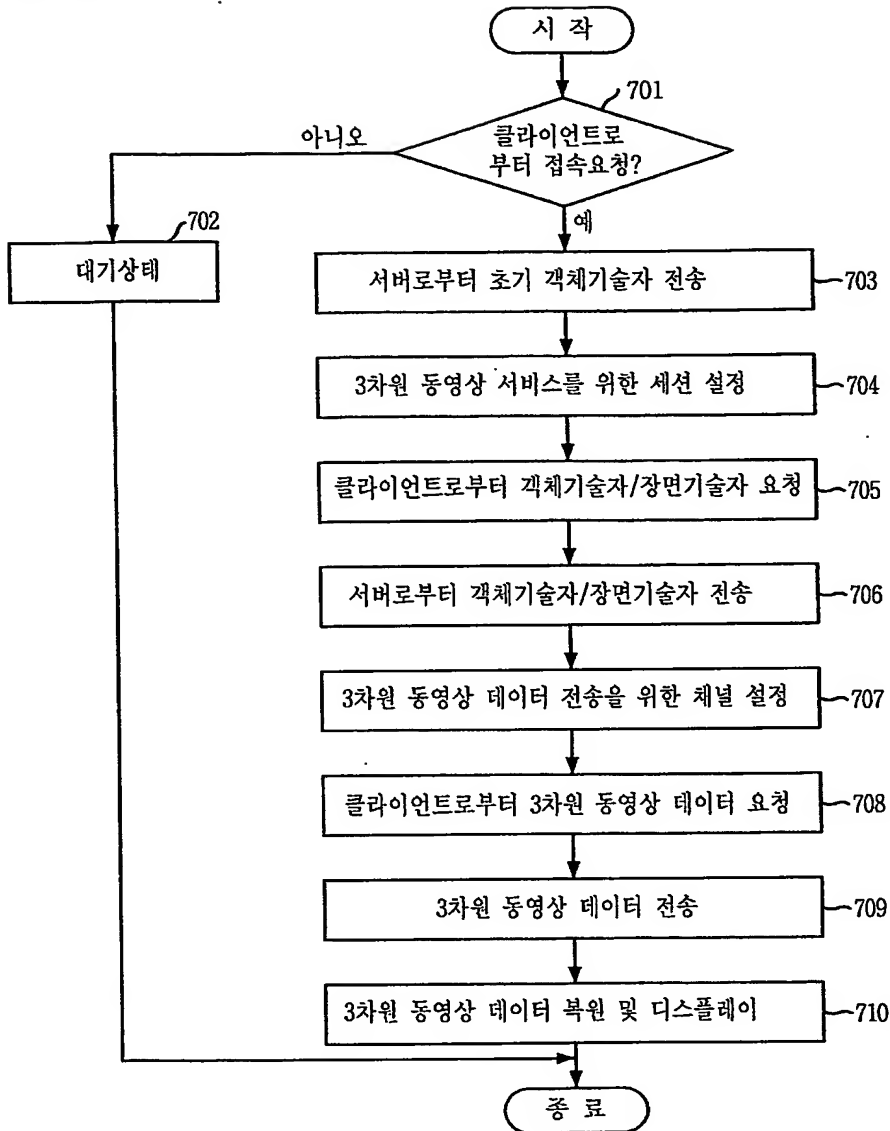 시 작
701
클라이언트로
부터 접속요청?
아니오
예
702
대기상태
서버로부터 초기 객체기술자 전송
703
3차원 동영상 서비스를 위한 세션 설정
704
클라이언트로부터 객체기술자/장면기술자 요청
705
서버로부터 객체기술자/장면기술자 전송
706
3차원 동영상 데이터 전송을 위한 채널 설정
707
클라이언트로부터 3차원 동영상 데이터 요청
708
3차원 동영상 데이터 전송
709
3차원 동영상 데이터 복원 및 디스플레이
710
종 료